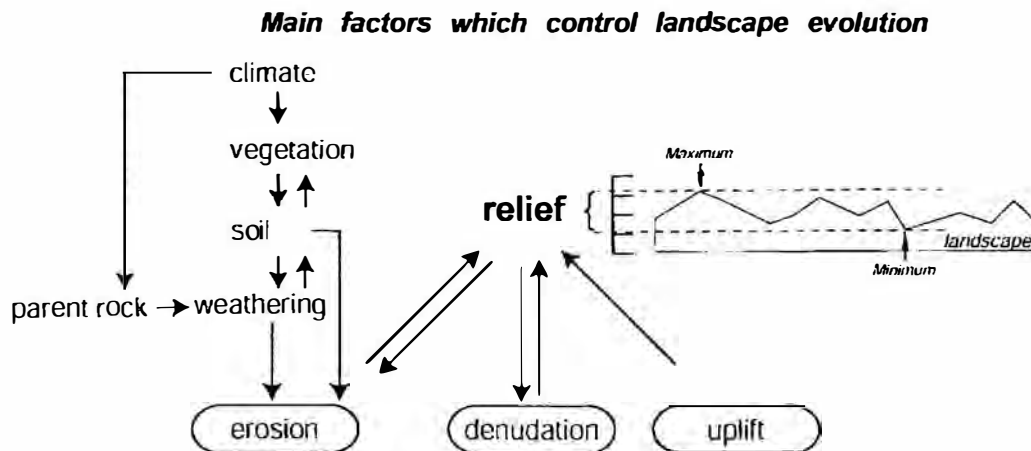 Main factors which control landscape evolution
climate
vegetation
Maximum
relief
soil
landscape
Minimum
parent rock
weathering
erosion
denudation
uplift